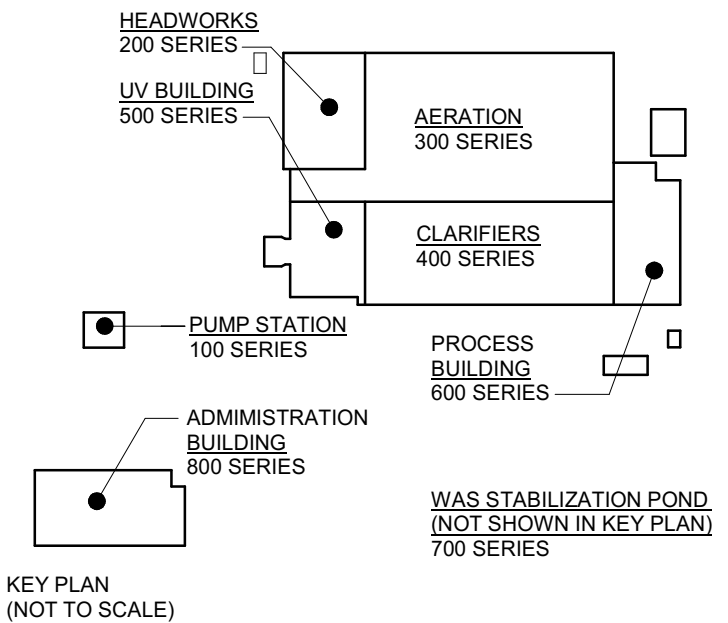 HEADWORKS
200 SERIES
UV BUILDING
500 SERIES
AERATION
300 SERIES
CLARIFIERS
400 SERIES
PUMP STATION
100 SERIES
PROCESS
BUILDING
600 SERIES
ADMIMISTRATION
BUILDING
800 SERIES
WAS STABILIZATION POND
(NOT SHOWN IN KEY PLAN)
700 SERIES
KEY PLAN
(NOT TO SCALE)